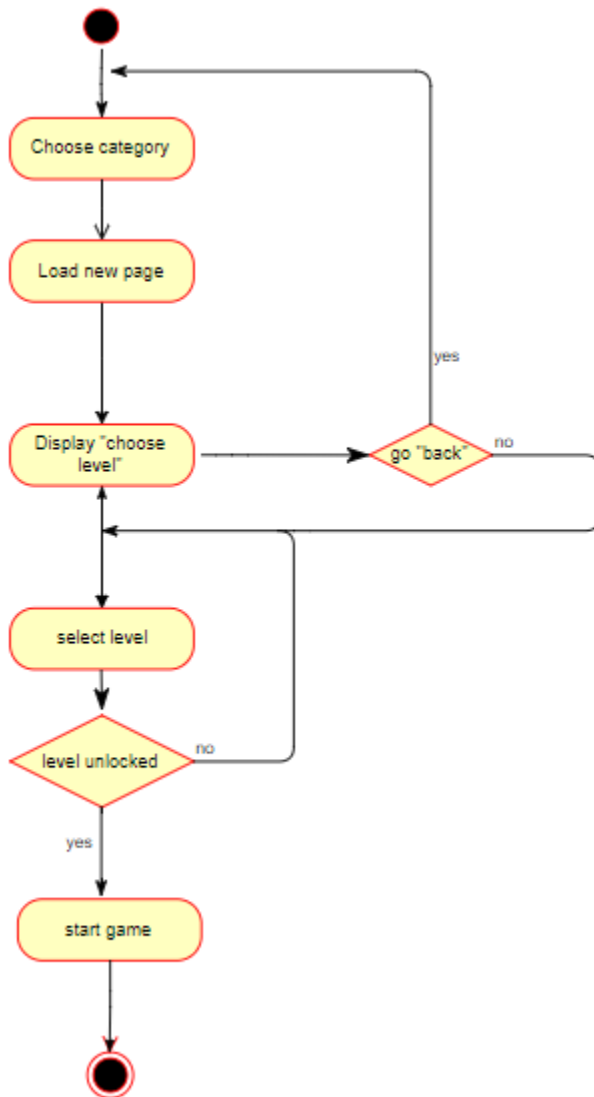 Choose category
Load new page
yes
Display "choose
level"
go "back"
no
select level
level unlocked
no
yes
start game